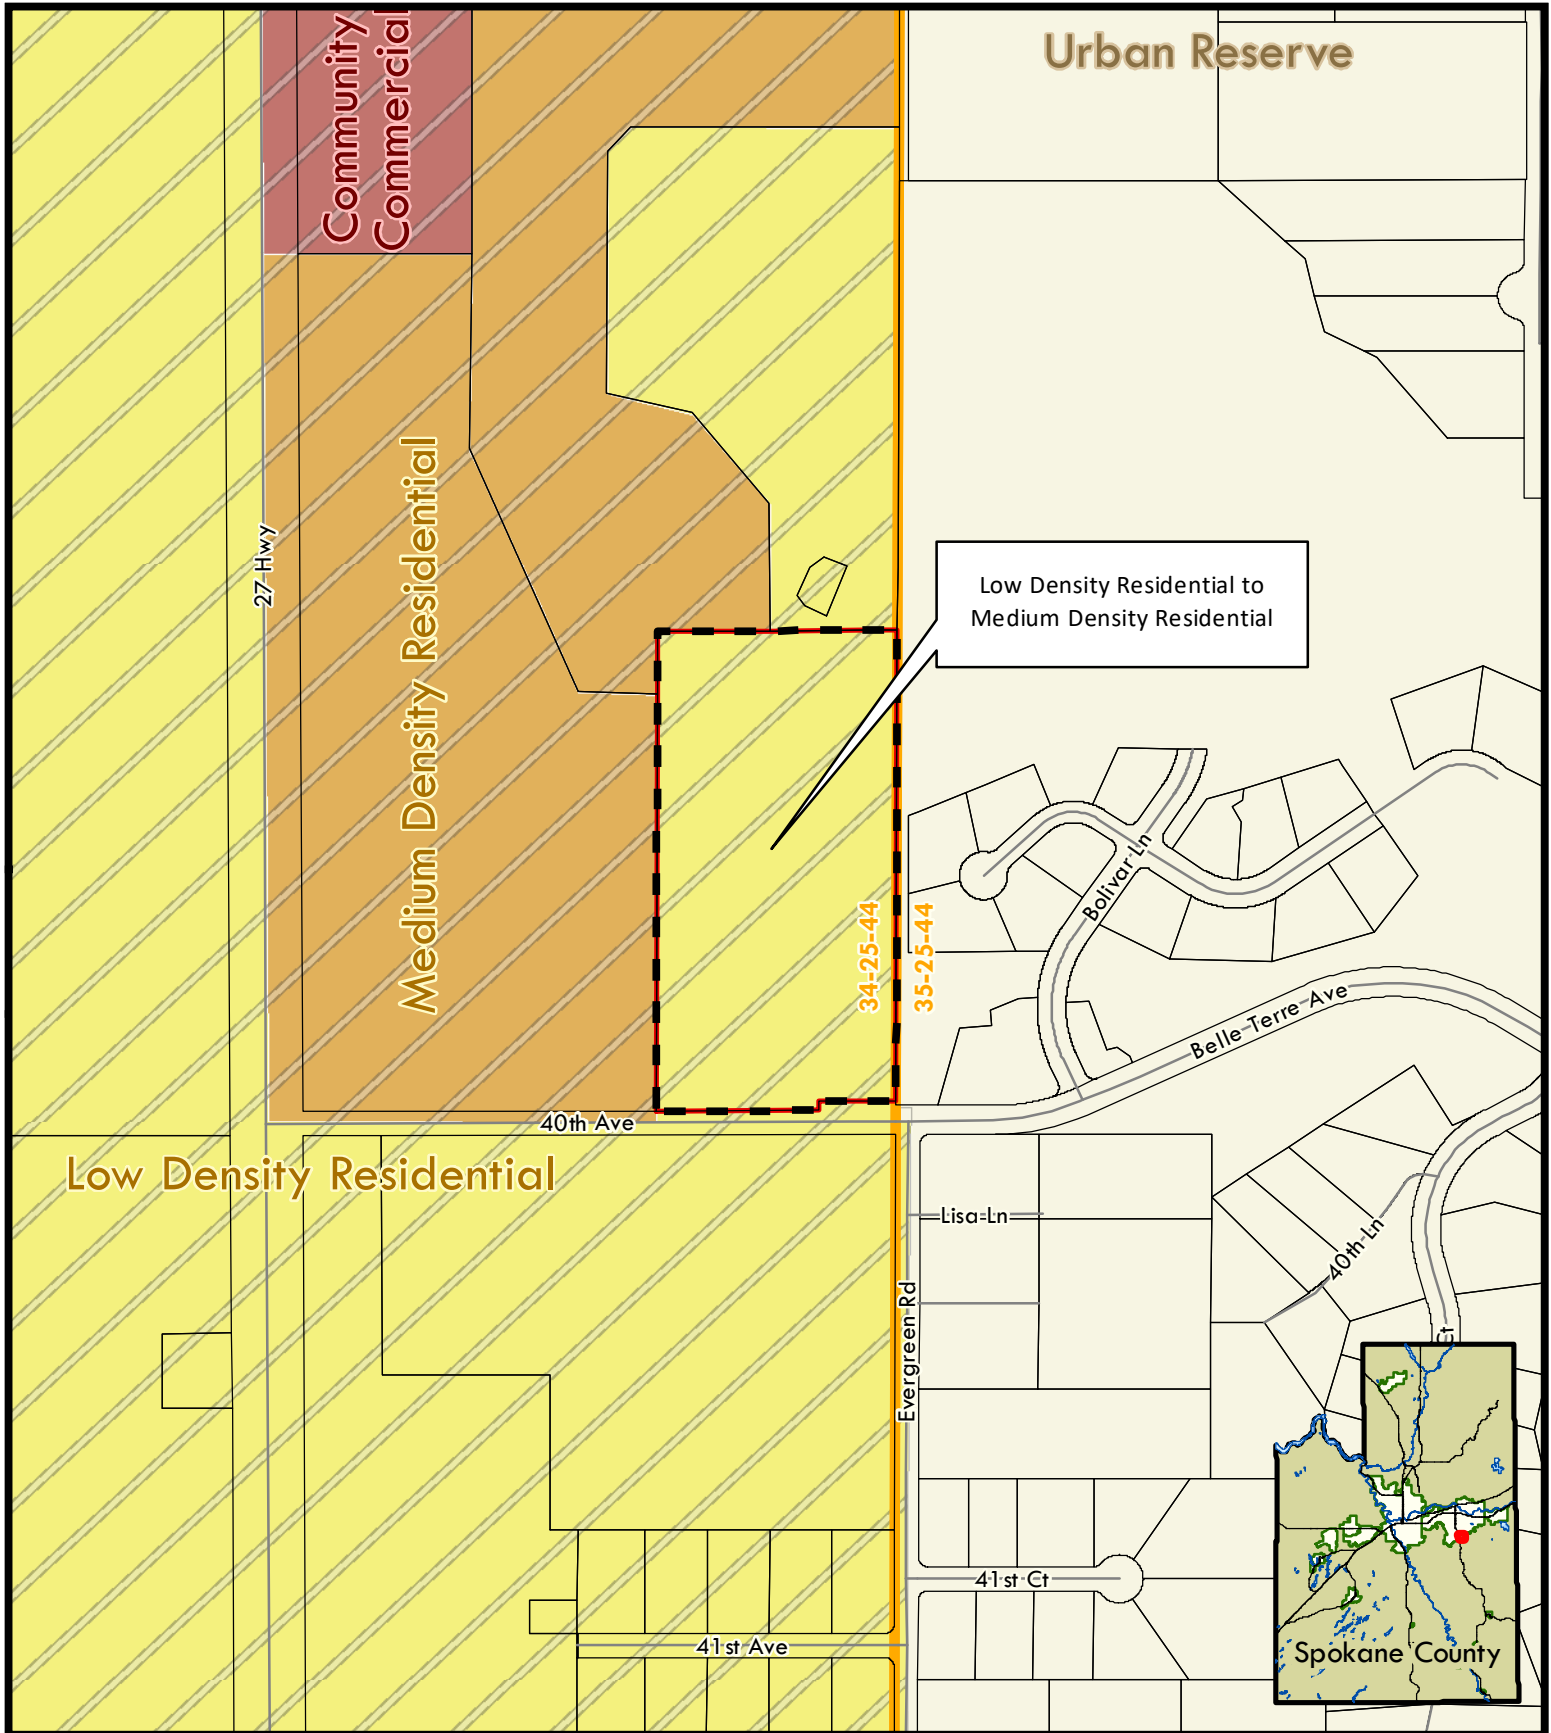 Community
Commercial
Urban Reserve
27 Hwy
Medium Density Residential
Low Density Residential to
Medium Density Residential
Bolivar Ln
34-25-44
35-25-44
Belle Terre Ave
40th Ave
Low Density Residential
Lisa Ln
40th Ln
Evergreen Rd
Ct
41st Ct
41st Ave
Spokane County